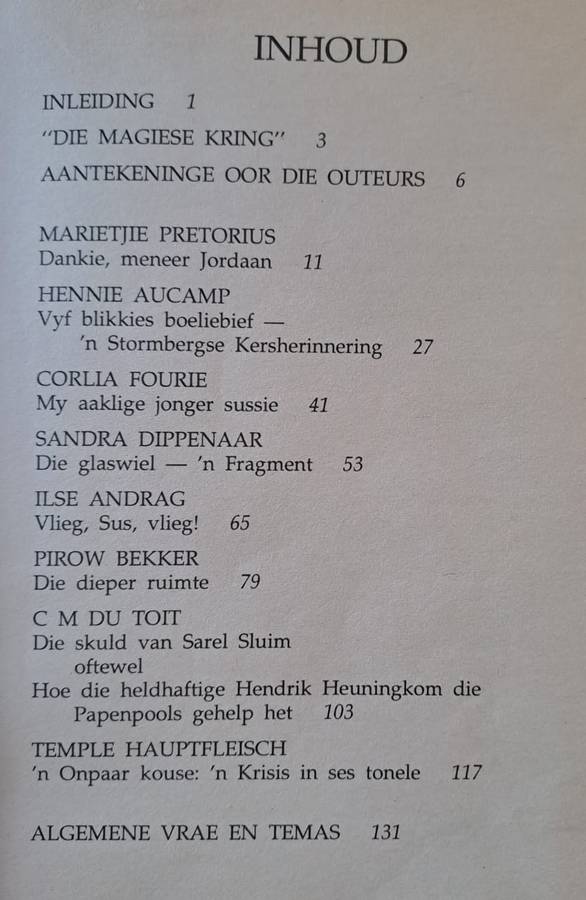 INHOUD
INLEIDING 1
"DIE MAGIESE KRING" 3
AANTEKENINGE OOR DIE OUTEURS 6
MARIETJIE PRETORIUS
Dankie, meneer Jordaan 11
HENNIE AUCAMP
Vyf blikkies boeliebief —
'n Stormbergse Kersherinnering 27
CORLIA FOURIE
My aaklige jonger sussie 41
SANDRA DIPPENAAR
Die glaswiel — 'n Fragment 53
ILSE ANDRAG
Vlieg, Sus, vlieg! 65
PIROW BEKKER
Die dieper ruimte 79
C M DU TOIT
Die skuld van Sarel Sluim
oftewel
Hoe die heldhaftige Hendrik Heuningkom die
Papenpools gehelp het 103
TEMPLE HAUPTFLEISCH
'n Onpaar kouse: 'n Krisis in ses tonele 117
ALGEMENE VRAE EN TEMAS 131